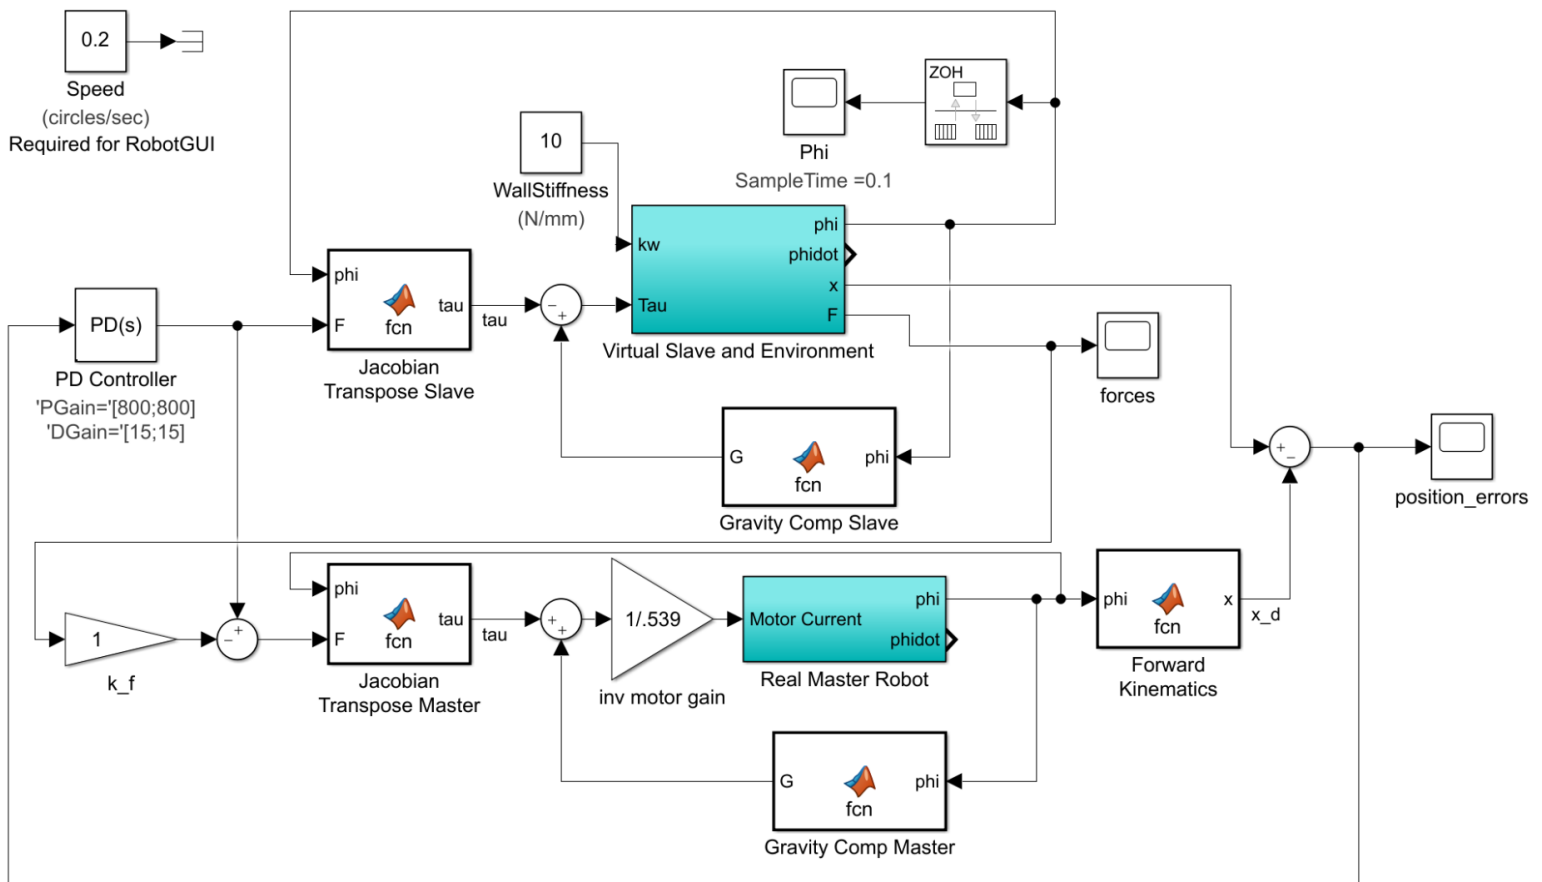 0.2
Speed
(circles/sec)
Required for RobotGUI
ZOH
Phi
SampleTime =0.1
10
WallStiffness
(N/mm)
kw
Tau
phi
phidot
x
F
Virtual Slave and Environment
phi
F
tau
fcn
Jacobian
Transpose Slave
tau
−
+
PD(s)
PD Controller
'PGain='[800;800]
'DGain='[15;15]
forces
G
phi
fcn
Gravity Comp Slave
+
−
position_errors
1
k_f
+
−
phi
F
tau
fcn
Jacobian
Transpose Master
tau
+
+
1/.539
inv motor gain
Motor Current
phi
phidot
Real Master Robot
phi
x
fcn
Forward
Kinematics
x_d
G
phi
fcn
Gravity Comp Master